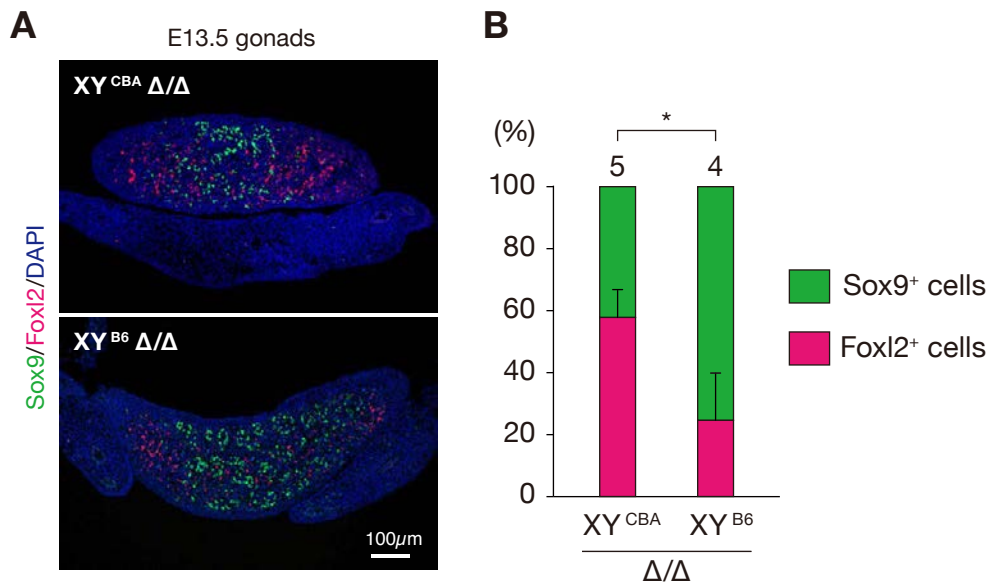 A
E13.5 gonads
XY CBA Δ/Δ
XY B6 Δ/Δ
Sox9/Foxl2/DAPI
100µm
B
(%)
*
5 4
100
80
60
40
20
0
XY CBA XY B6
Δ/Δ
Sox9⁺ cells
Foxl2⁺ cells